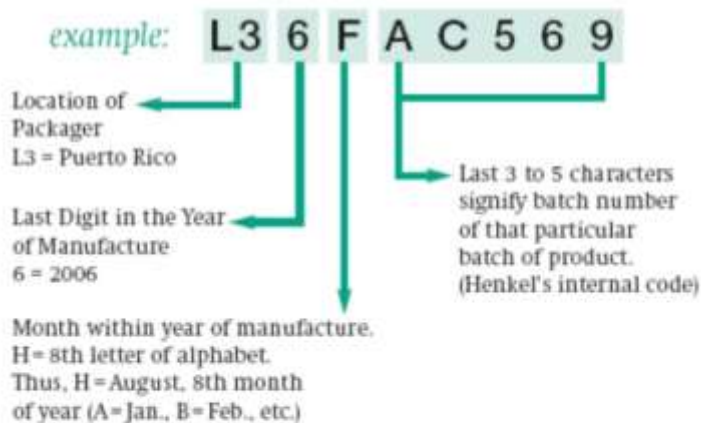 example: L3 6 F A C 5 6 9
Location of
Packager
L3 = Puerto Rico
Last 3 to 5 characters
signify batch number
of that particular
batch of product.
(Henkel's internal code)
Last Digit in the Year
of Manufacture
6 = 2006
Month within year of manufacture.
H=8th letter of alphabet.
Thus, H=August, 8th month
of year (A=Jan., B=Feb., etc.)